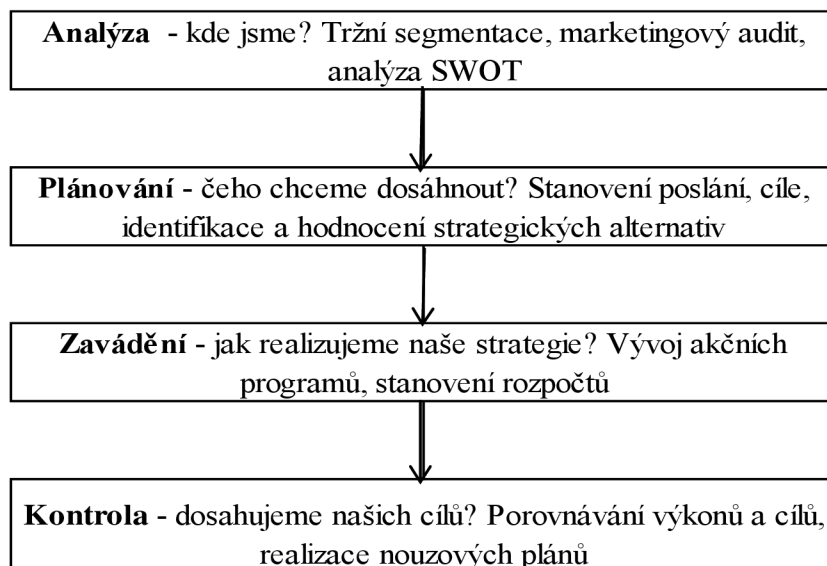 Analýza - kde jsme? Tržní segmentace, marketingový audit,
analýza SWOT
Plánování - čeho chceme dosáhnout? Stanovení poslání, cíle,
identifikace a hodnocení strategických alternativ
Zavádění - jak realizujeme naše strategie? Vývoj akčních
programů, stanovení rozpočtů
Kontrola - dosahujeme našich cílů? Porovnávání výkonů a cílů,
realizace nouzových plánů